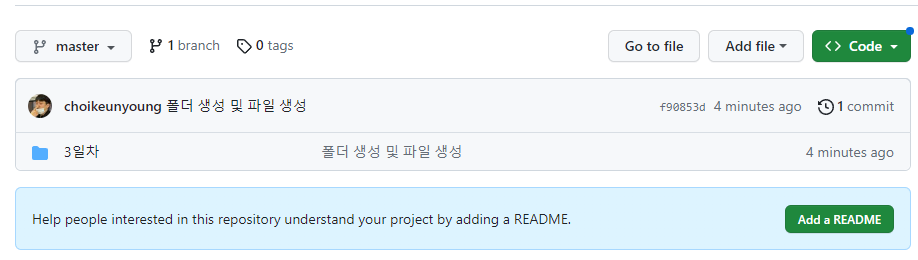 master 1 branch 0 tags Go to file Add file Code
choikeunyoung 폴더 생성 및 파일 생성 f90853d 4 minutes ago 1 commit
3일차 폴더 생성 및 파일 생성 4 minutes ago
Help people interested in this repository understand your project by adding a README. Add a README